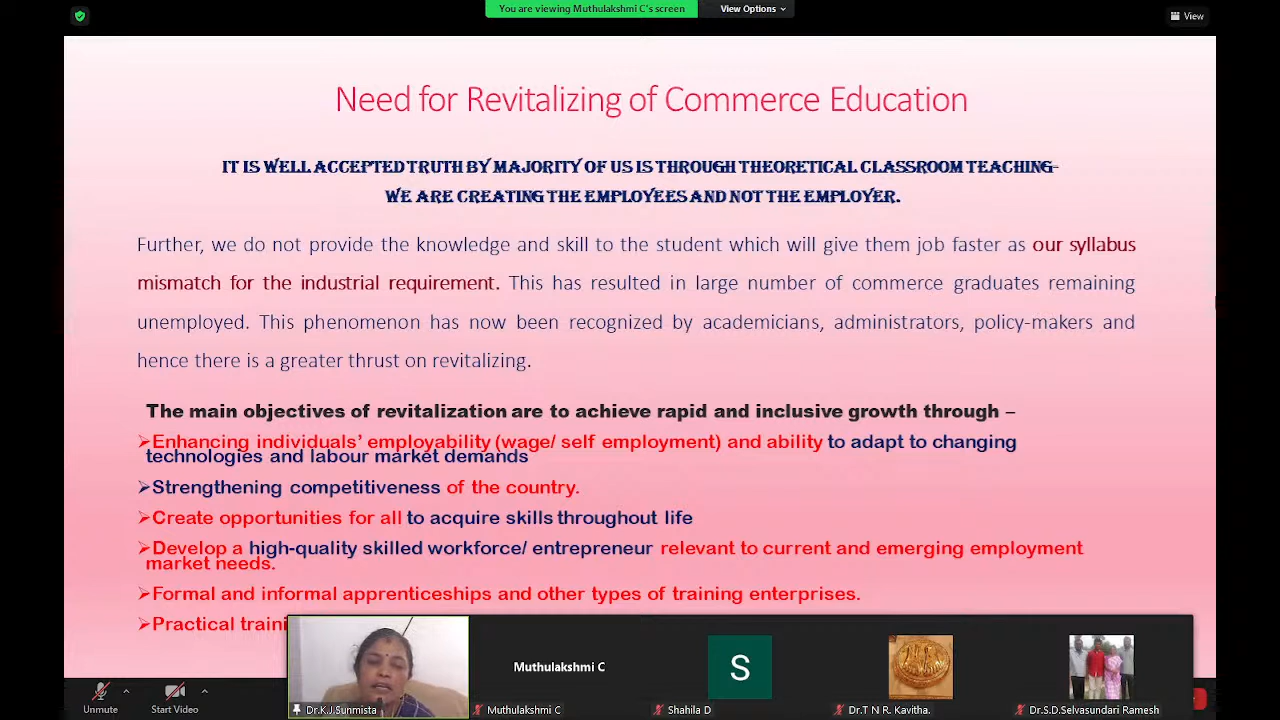 You are viewing Muthulakshmi C's screen
View Options
View
Need for Revitalizing of Commerce Education
IT IS WELL ACCEPTED TRUTH BY MAJORITY OF US IS THROUGH THEORETICAL CLASSROOM TEACHING-
WE ARE CREATING THE EMPLOYEES AND NOT THE EMPLOYER.
Further, we do not provide the knowledge and skill to the student which will give them job faster as our syllabus
mismatch for the industrial requirement. This has resulted in large number of commerce graduates remaining
unemployed. This phenomenon has now been recognized by academicians, administrators, policy-makers and
hence there is a greater thrust on revitalizing.
The main objectives of revitalization are to achieve rapid and inclusive growth through –
➢Enhancing individuals’ employability (wage/ self employment) and ability to adapt to changing
technologies and labour market demands
➢Strengthening competitiveness of the country.
➢Create opportunities for all to acquire skills throughout life
➢Develop a high-quality skilled workforce/ entrepreneur relevant to current and emerging employment
market needs.
➢Formal and informal apprenticeships and other types of training enterprises.
➢Practical traini
Muthulakshmi C
S
Unmute
Start Video
Dr.K.J.Sunmista
Muthulakshmi C
Shahila D
Dr.T N R. Kavitha.
Dr.S.D.Selvasundari Ramesh